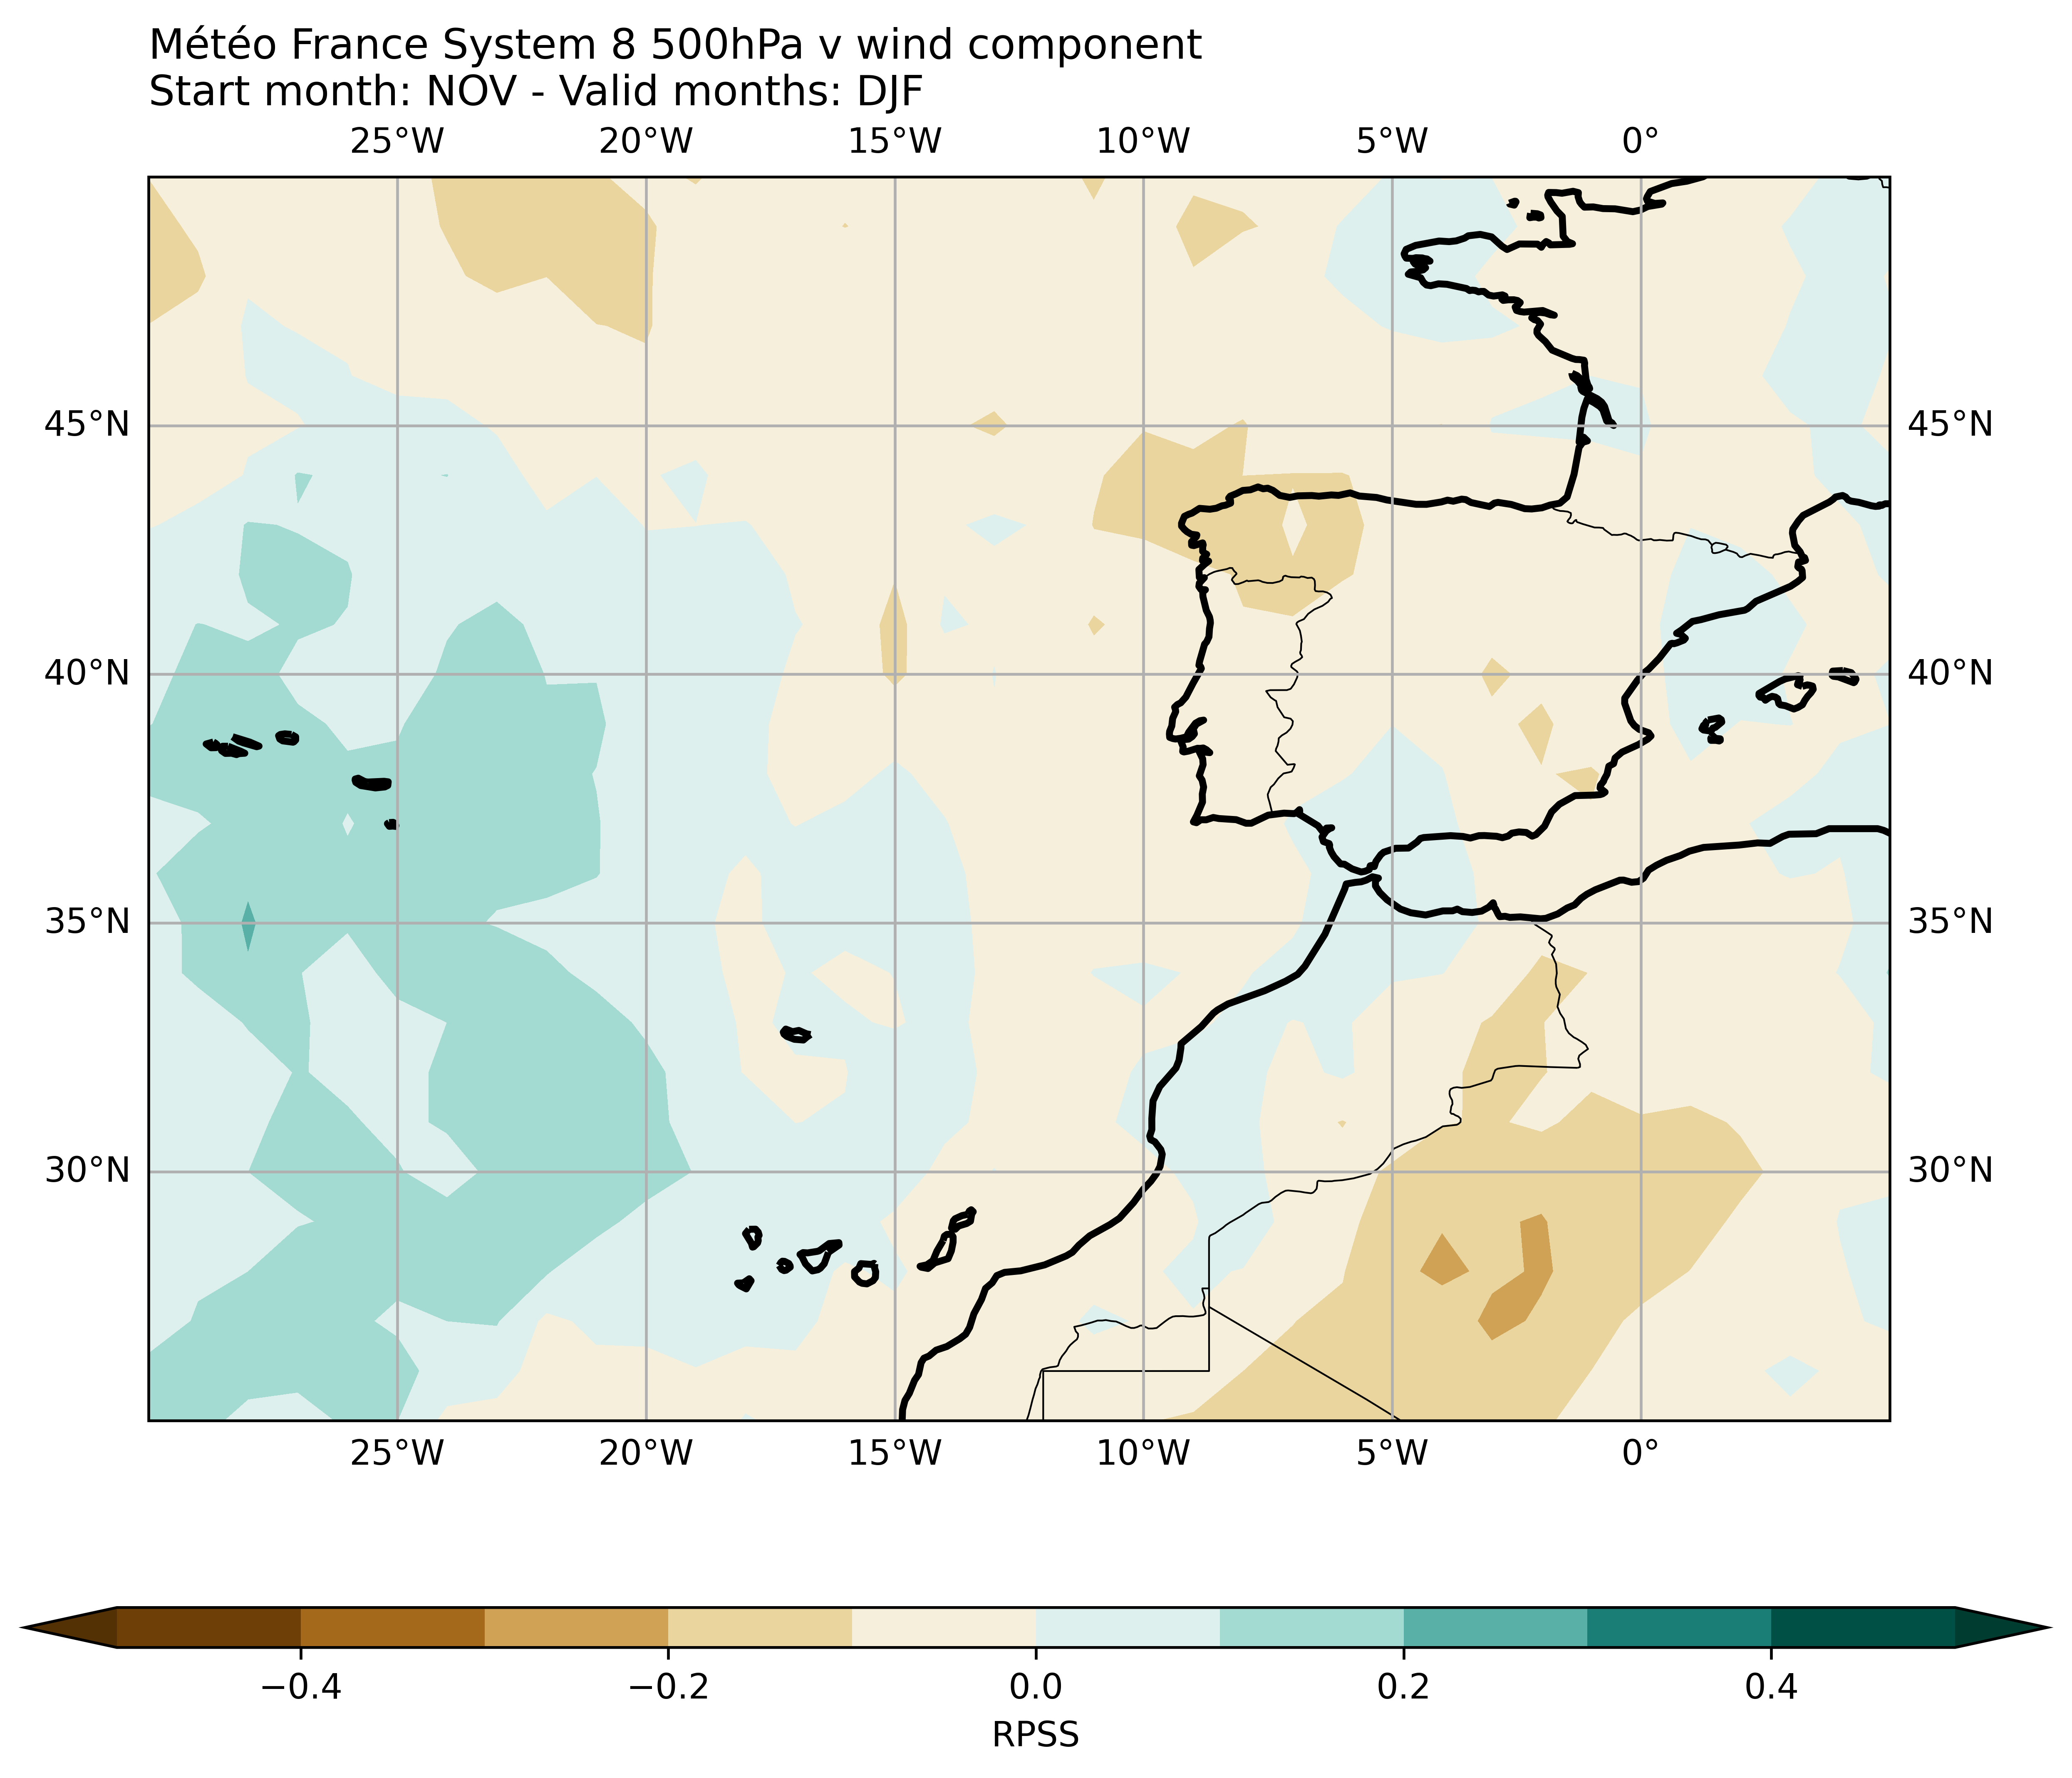 Météo France System 8 500hPa v wind component
Start month: NOV - Valid months: DJF
25°W 20°W 15°W 10°W 5°W 0°
45°N 45°N
40°N 40°N
35°N 35°N
30°N 30°N
25°W 20°W 15°W 10°W 5°W 0°
−0.4 −0.2 0.0 0.2 0.4
RPSS